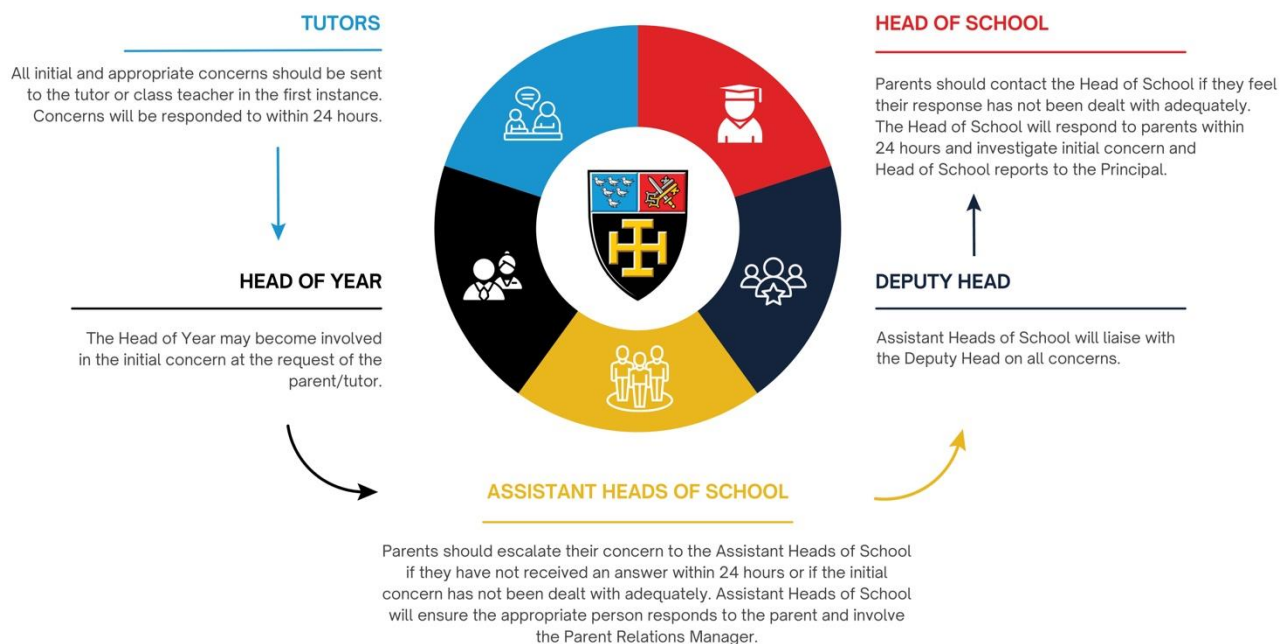 TUTORS
All initial and appropriate concerns should be sent
to the tutor or class teacher in the first instance.
Concerns will be responded to within 24 hours.
HEAD OF YEAR
The Head of Year may become involved
in the initial concern at the request of the
parent/tutor.
ASSISTANT HEADS OF SCHOOL
Parents should escalate their concern to the Assistant Heads of School
if they have not received an answer within 24 hours or if the initial
concern has not been dealt with adequately. Assistant Heads of School
will ensure the appropriate person responds to the parent and involve
the Parent Relations Manager.
DEPUTY HEAD
Assistant Heads of School will liaise with
the Deputy Head on all concerns.
HEAD OF SCHOOL
Parents should contact the Head of School if they feel
their response has not been dealt with adequately.
The Head of School will respond to parents within
24 hours and investigate initial concern and
Head of School reports to the Principal.